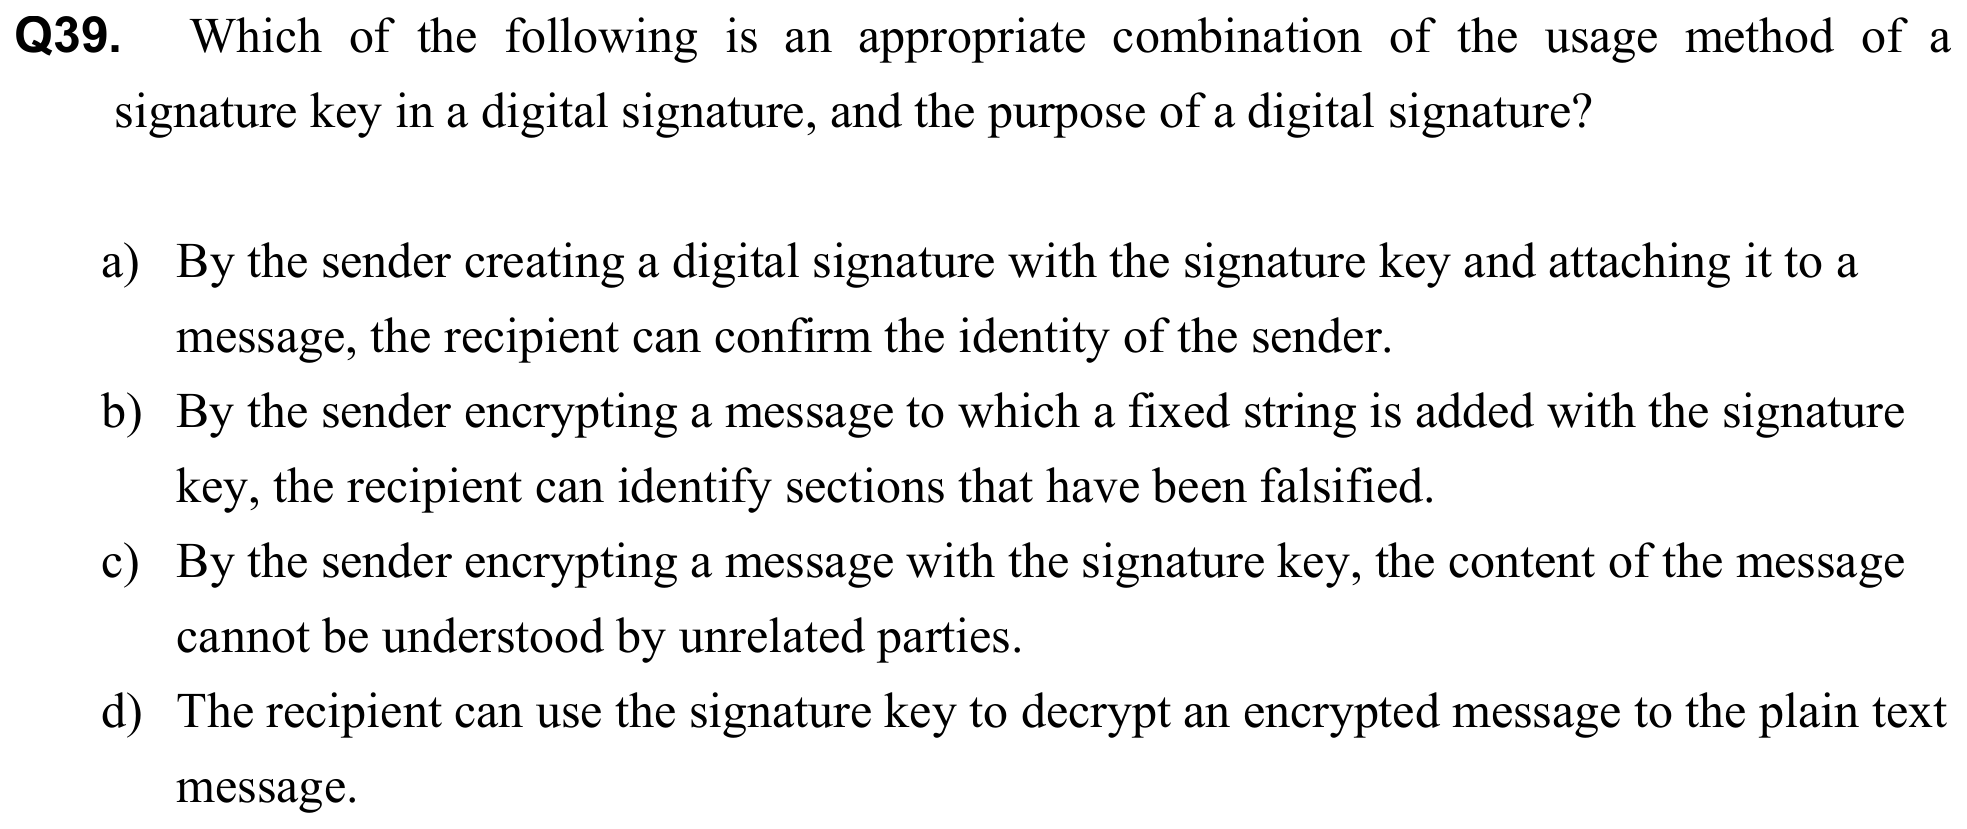 Q39. Which of the following is an appropriate combination of the usage method of a
signature key in a digital signature, and the purpose of a digital signature?
a) By the sender creating a digital signature with the signature key and attaching it to a
message, the recipient can confirm the identity of the sender.
b) By the sender encrypting a message to which a fixed string is added with the signature
key, the recipient can identify sections that have been falsified.
c) By the sender encrypting a message with the signature key, the content of the message
cannot be understood by unrelated parties.
d) The recipient can use the signature key to decrypt an encrypted message to the plain text
message.